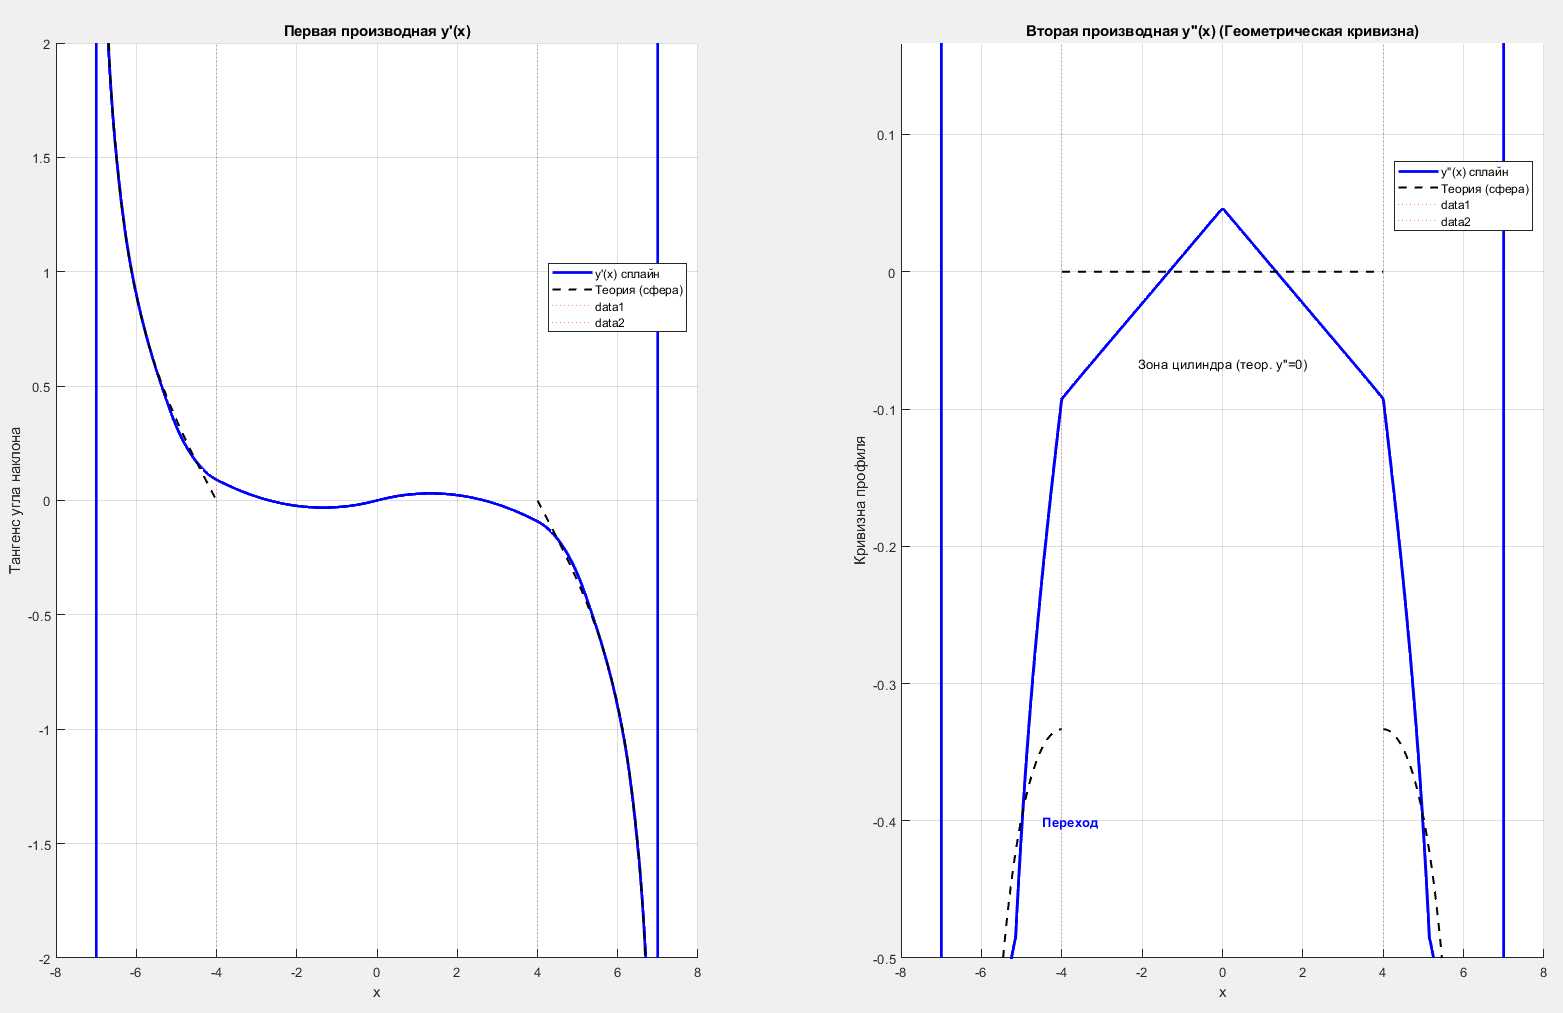 Первая производная y'(x)
2
1.5
1
0.5
0
-0.5
-1
-1.5
-2
-8
-6
-4
-2
0
2
4
6
8
x
Тангенс угла наклона
y'(x) сплайн
Теория (сфера)
data1
data2
Вторая производная y''(x) (Геометрическая кривизна)
0.1
0
-0.1
-0.2
-0.3
-0.4
-0.5
-8
-6
-4
-2
0
2
4
6
8
x
Кривизна профиля
y''(x) сплайн
Теория (сфера)
data1
data2
Зона цилиндра (теор. y''=0)
Переход